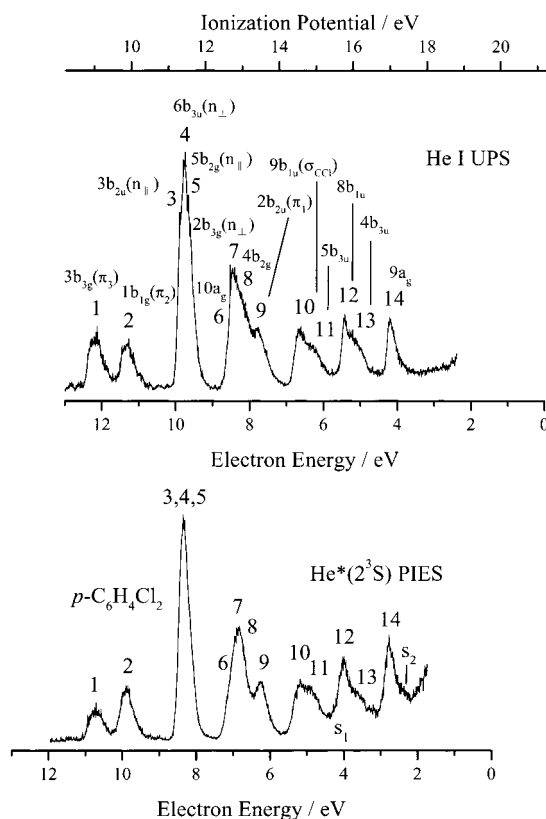 Ionization Potential / eV
10 12 14 16 18
6b₃ᵤ(n⊥)
4
He I UPS
5b₂g(n∥)
9b₁ᵤ(σCCl)
8b₁ᵤ
3b₂ᵤ(n∥)
3 5
2b₂ᵤ(π₁)
4b₃ᵤ
2b₃g(n⊥)
7 4b₂g
5b₃ᵤ
3b₃g(π₃)
8
9ag
1b₁g(π₂) 10ag
1 2 6 9 10 11 12 13 14
12 10 8 6 4 2
Electron Energy / eV
3,4,5
He*(2³S) PIES
p-C₆H₄Cl₂
7
8
14
12
s₂
2 6 9 10 11 13
1
s₁
12 10 8 6 4 2 0
Electron Energy / eV